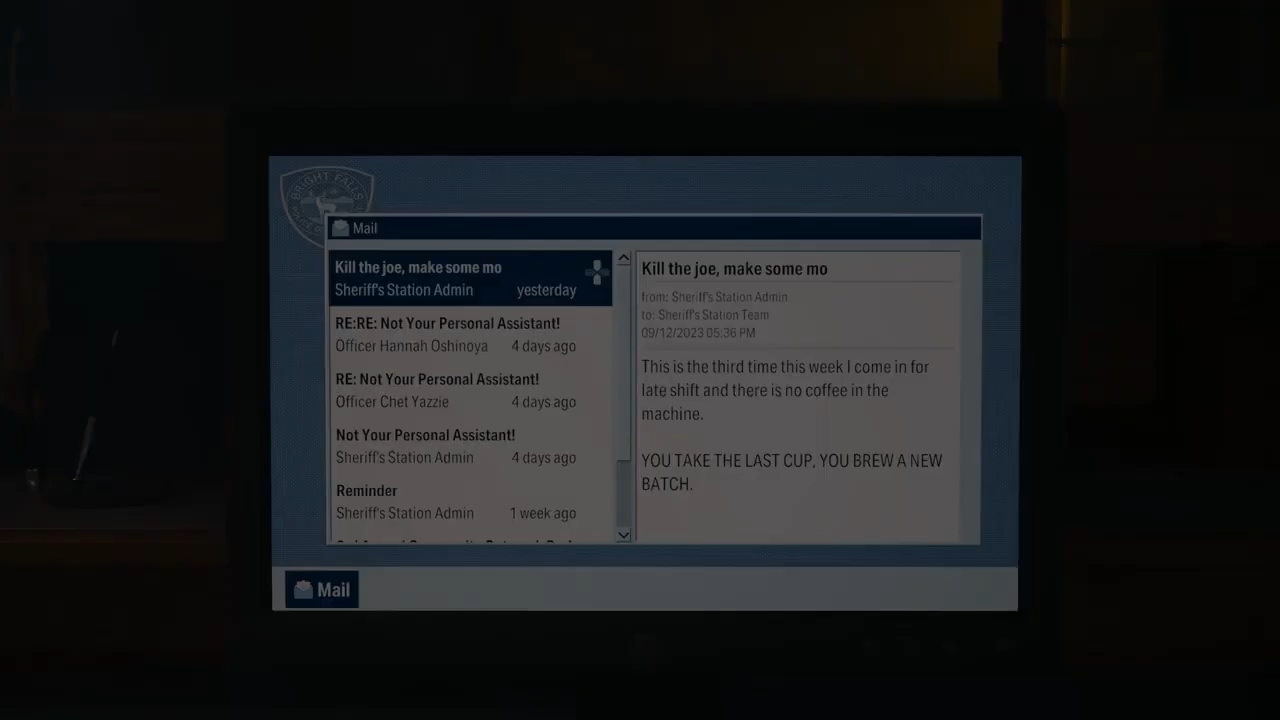 BRIGHT FALLS
Mail
Kill the joe, make some mo
Sheriff's Station Admin yesterday
RE:RE: Not Your Personal Assistant!
Officer Hannah Oshinoya 4 days ago
RE: Not Your Personal Assistant!
Officer Chet Yazzie 4 days ago
Not Your Personal Assistant!
Sheriff's Station Admin 4 days ago
Reminder
Sheriff's Station Admin 1 week ago
Kill the joe, make some mo
from: Sheriff's Station Admin
to: Sheriff's Station Team
09/12/2023 05:36 PM
This is the third time this week I come in for
late shift and there is no coffee in the
machine.
YOU TAKE THE LAST CUP, YOU BREW A NEW
BATCH.
Mail